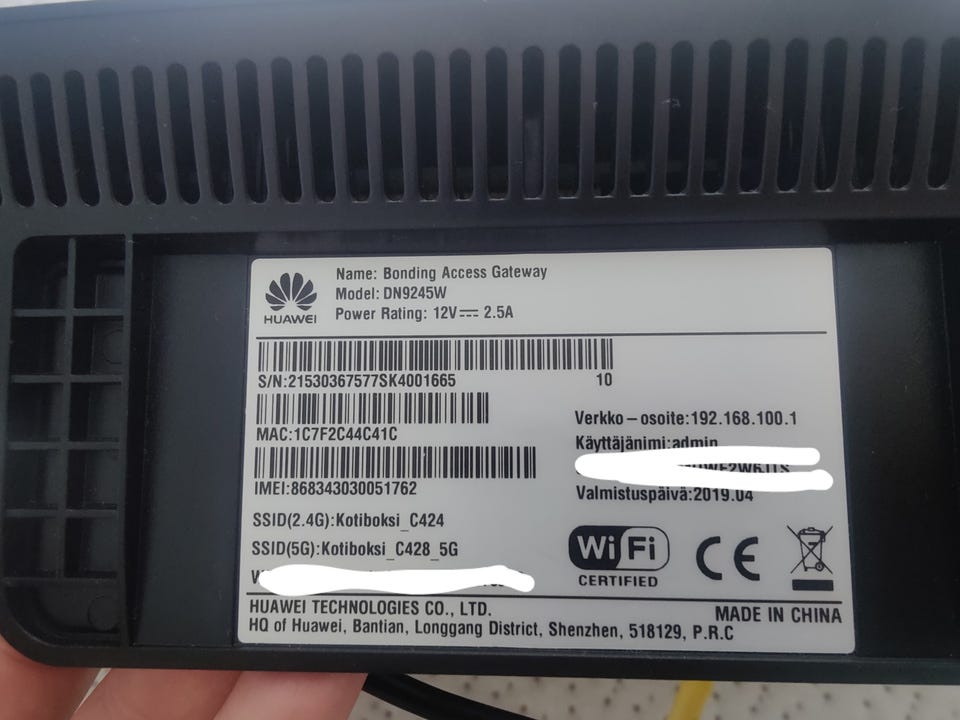 HUAWEI
Name: Bonding Access Gateway
Model: DN9245W
Power Rating: 12V⎓ 2.5A
S/N:21530367577SK4001665 10
MAC:1C7F2C44C41C
IMEI:868343030051762
SSID(2.4G):Kotiboksi_C424
SSID(5G):Kotiboksi_C428_5G
Verkko-osoite:192.168.100.1
Käyttäjänimi:admin
Valmistuspäivä:2019.04
Wi Fi
CERTIFIED
CE
HUAWEI TECHNOLOGIES CO., LTD.
MADE IN CHINA
HQ of Huawei, Bantian, Longgang District, Shenzhen, 518129, P.R.C